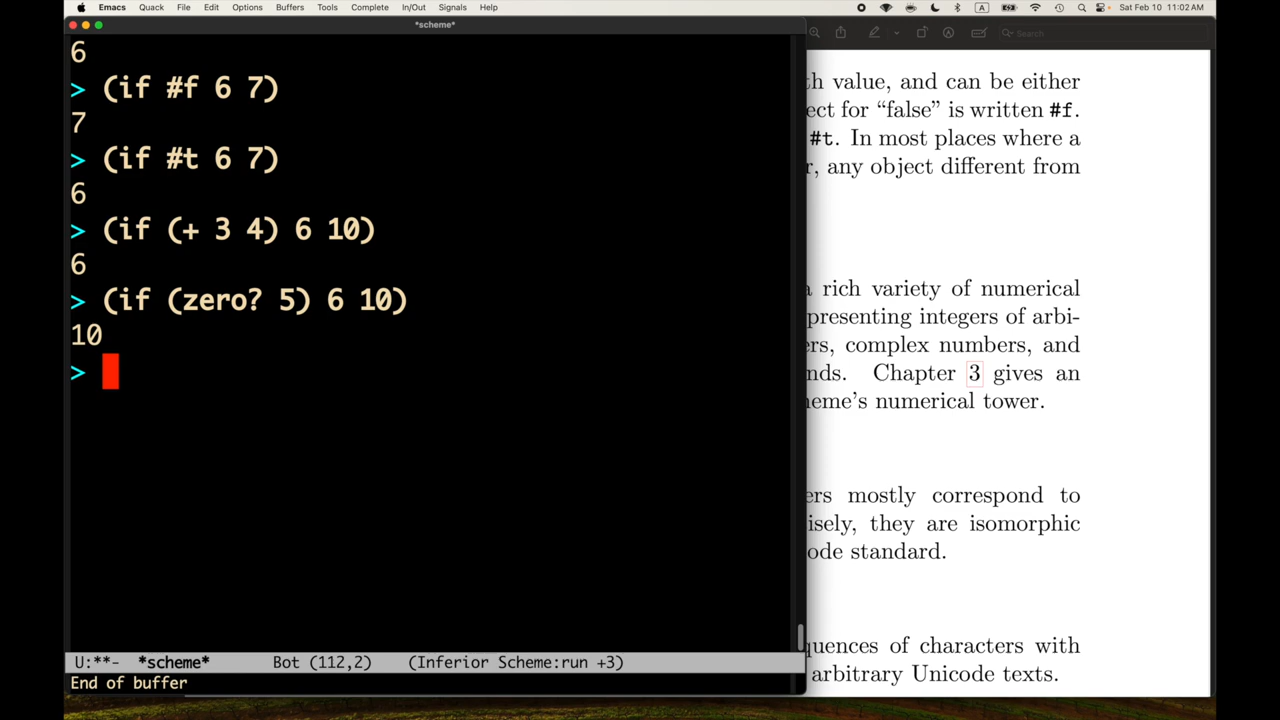 Emacs Quack File Edit Options Buffers Tools Complete In/Out Signals Help A Sat Feb 10 11:02 AM
*scheme*
6
> (if #f 6 7)
7
> (if #t 6 7)
6
> (if (+ 3 4) 6 10)
6
> (if (zero? 5) 6 10)
10
>
U:**- *scheme* Bot (112,2) (Inferior Scheme:run +3)
End of buffer
Search
th value, and can be either
ect for “false” is written #f.
#t. In most places where a
r, any object different from
a rich variety of numerical
presenting integers of arbi-
ers, complex numbers, and
nds. Chapter 3 gives an
eme’s numerical tower.
ers mostly correspond to
isely, they are isomorphic
ode standard.
quences of characters with
arbitrary Unicode texts.